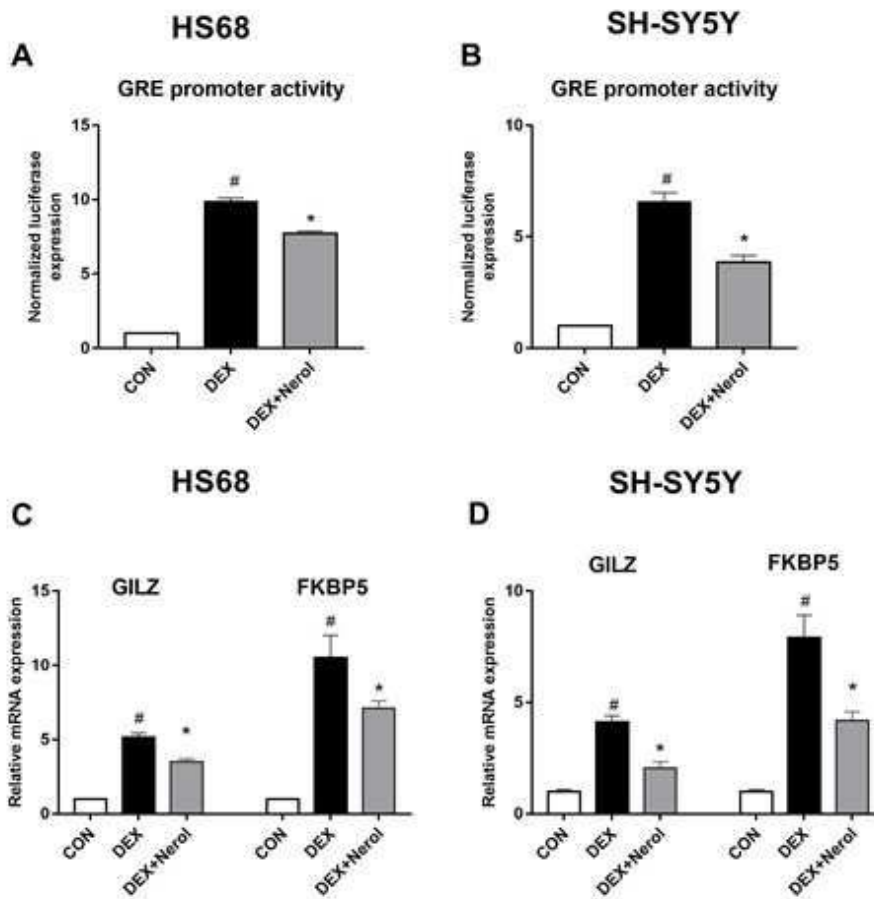 HS68
A
GRE promoter activity
Normalized luciferase
expression
15
10
5
0
#
*
CON
DEX
DEX+Nerol
SH-SY5Y
B
GRE promoter activity
Normalized luciferase
expression
10
5
0
#
*
CON
DEX
DEX+Nerol
HS68
C
GILZ
FKBP5
Relative mRNA expression
15
10
5
0
#
*
#
*
CON
DEX
DEX+Nerol
CON
DEX
DEX+Nerol
SH-SY5Y
D
GILZ
FKBP5
Relative mRNA expression
10
5
0
#
*
#
*
CON
DEX
DEX+Nerol
CON
DEX
DEX+Nerol